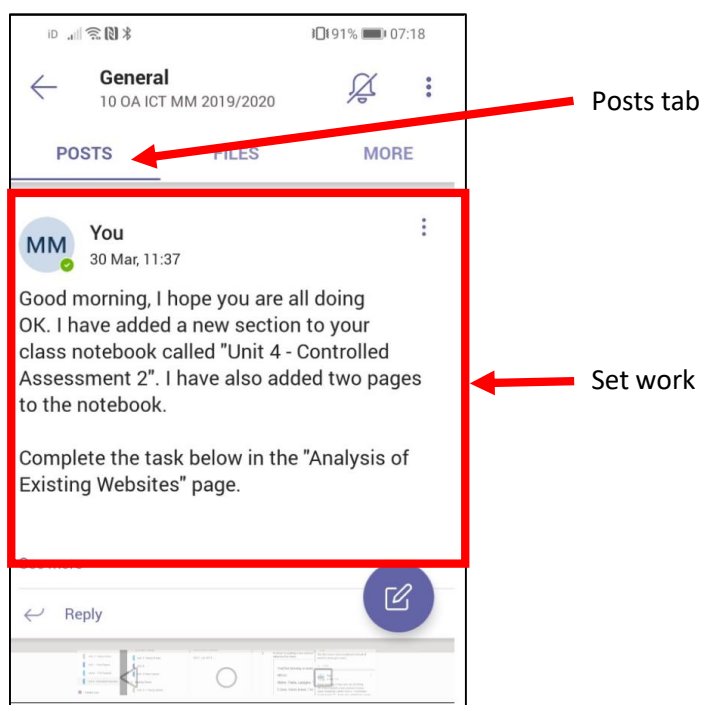 iD 91% 07:18
General
10 OA ICT MM 2019/2020
Posts tab
POSTS FILES MORE
MM
You
30 Mar, 11:37
Good morning, I hope you are all doing
OK. I have added a new section to your
class notebook called "Unit 4 - Controlled
Assessment 2". I have also added two pages
to the notebook.
Set work
Complete the task below in the "Analysis of
Existing Websites" page.
Reply